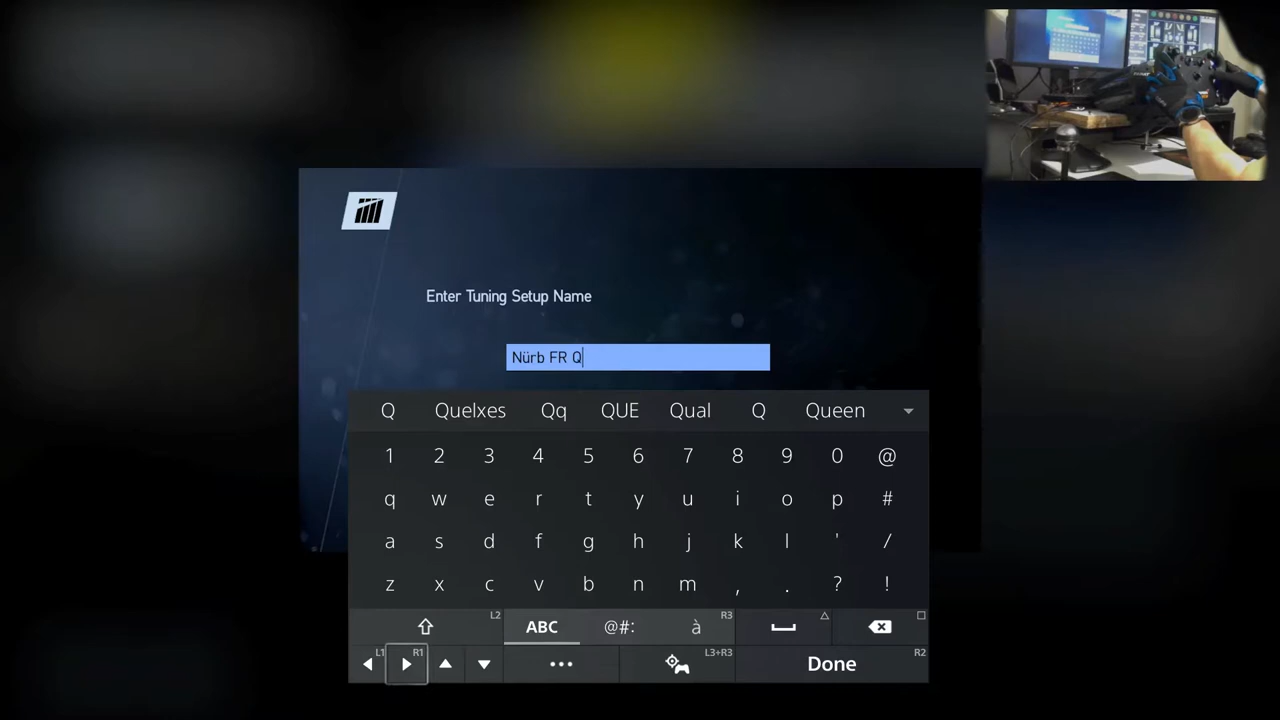 Enter Tuning Setup Name
Nürb FR Q
Q Quelxes Qq QUE Qual Q Queen
1 2 3 4 5 6 7 8 9 0 @
q w e r t y u i o p #
a s d f g h j k l ' /
z x c v b n m , . ? !
L2 ABC @#: à R3 △ □
L1 R1 ••• L3+R3 Done R2